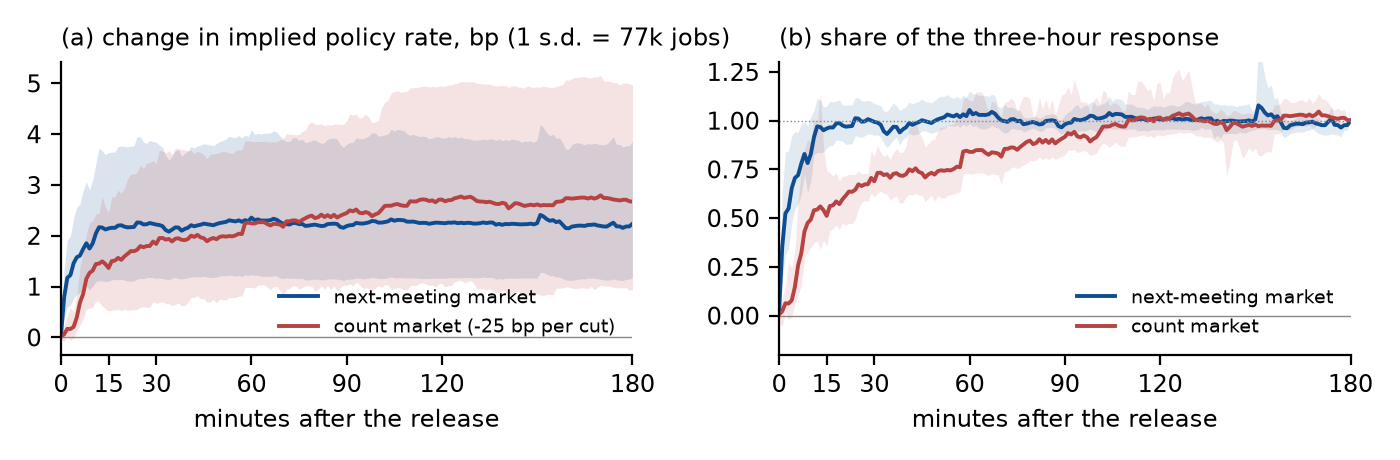 (a) change in implied policy rate, bp (1 s.d. = 77k jobs)
5
4
3
2
1
0
next-meeting market
count market (-25 bp per cut)
0 15 30 60 90 120 180
minutes after the release
(b) share of the three-hour response
1.25
1.00
0.75
0.50
0.25
0.00
next-meeting market
count market
0 15 30 60 90 120 180
minutes after the release